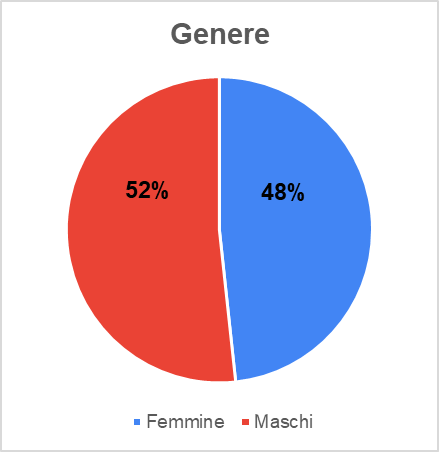 Genere
52%
48%
Femmine
Maschi